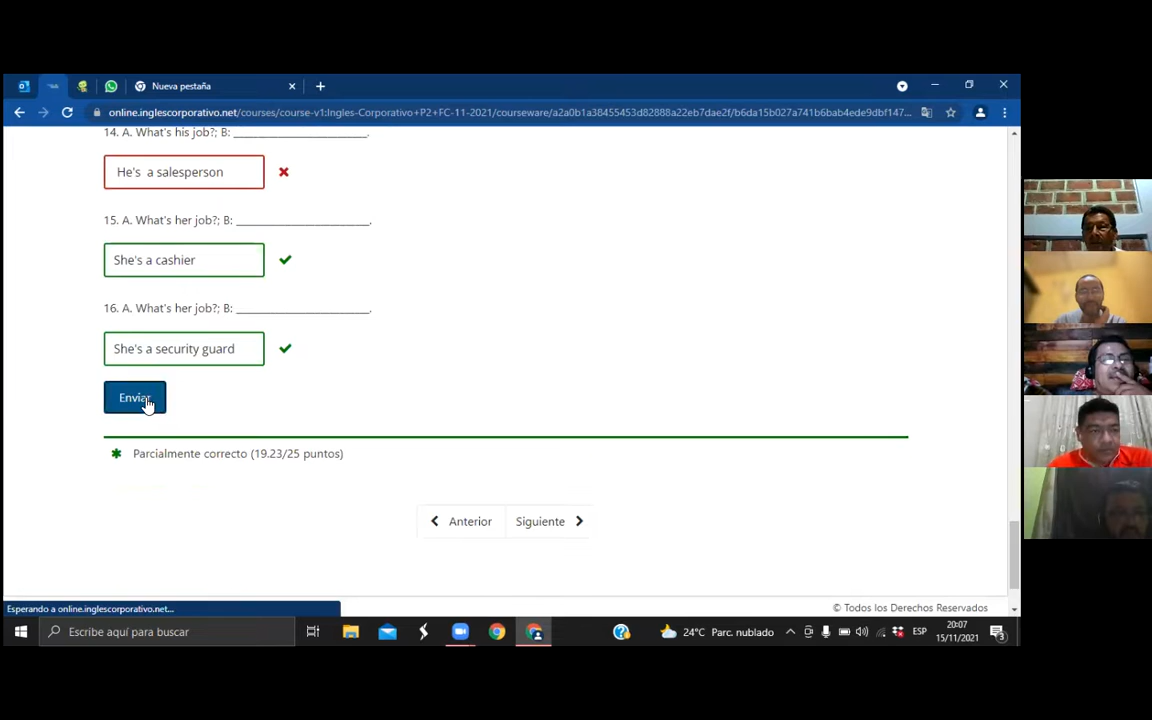 Nueva pestaña
online.inglescorporativo.net/courses/course-v1:Ingles-Corporativo+P2+FC-11-2021/courseware/a2a0b1a38455453d82888a22eb7dae2f/b6da15b027a741b6bab4ede9dbf147...
14. A. What's his job?; B: ______________________.
He's  a salesperson
15. A. What's her job?; B: ______________________.
She's a cashier
16. A. What's her job?; B: ______________________.
She's a security guard
Enviar
Parcialmente correcto (19.23/25 puntos)
Anterior
Siguiente
Esperando a online.inglescorporativo.net...
© Todos los Derechos Reservados
Escribe aquí para buscar
24°C Parc. nublado
ESP
20:07
15/11/2021
3